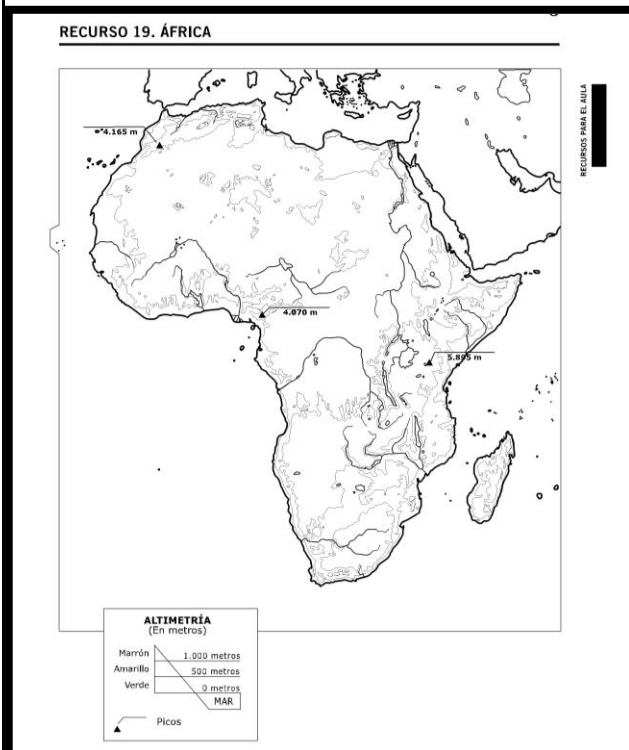 RECURSO 19. ÁFRICA
RECURSOS PARA EL AULA
4.165 m
4.070 m
5.895 m
ALTIMETRÍA
(En metros)
Marrón
1.000 metros
Amarillo
500 metros
Verde
0 metros
MAR
Picos